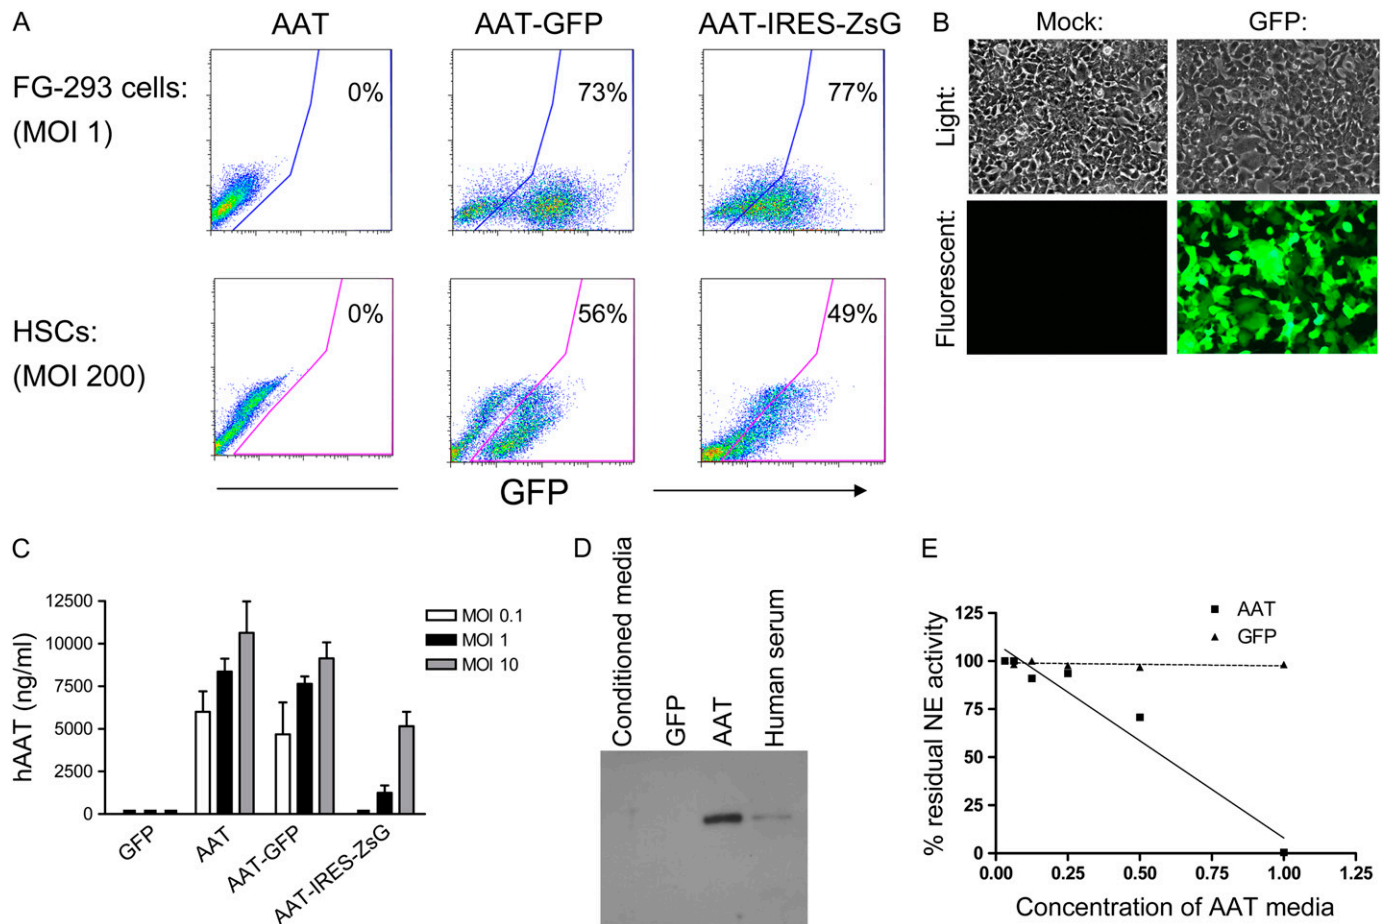 A
AAT
AAT-GFP
AAT-IRES-ZsG
FG-293 cells:
(MOI 1)
0%
73%
77%
HSCs:
(MOI 200)
0%
56%
49%
GFP
B
Mock:
GFP:
Light:
Fluorescent:
C
hAAT (ng/ml)
12500
10000
7500
5000
2500
0
MOI 0.1
MOI 1
MOI 10
GFP
AAT
AAT-GFP
AAT-IRES-ZsG
D
Conditioned media
GFP
AAT
Human serum
E
% residual NE activity
125
100
75
50
25
0
AAT
GFP
0.00
0.25
0.50
0.75
1.00
1.25
Concentration of AAT media